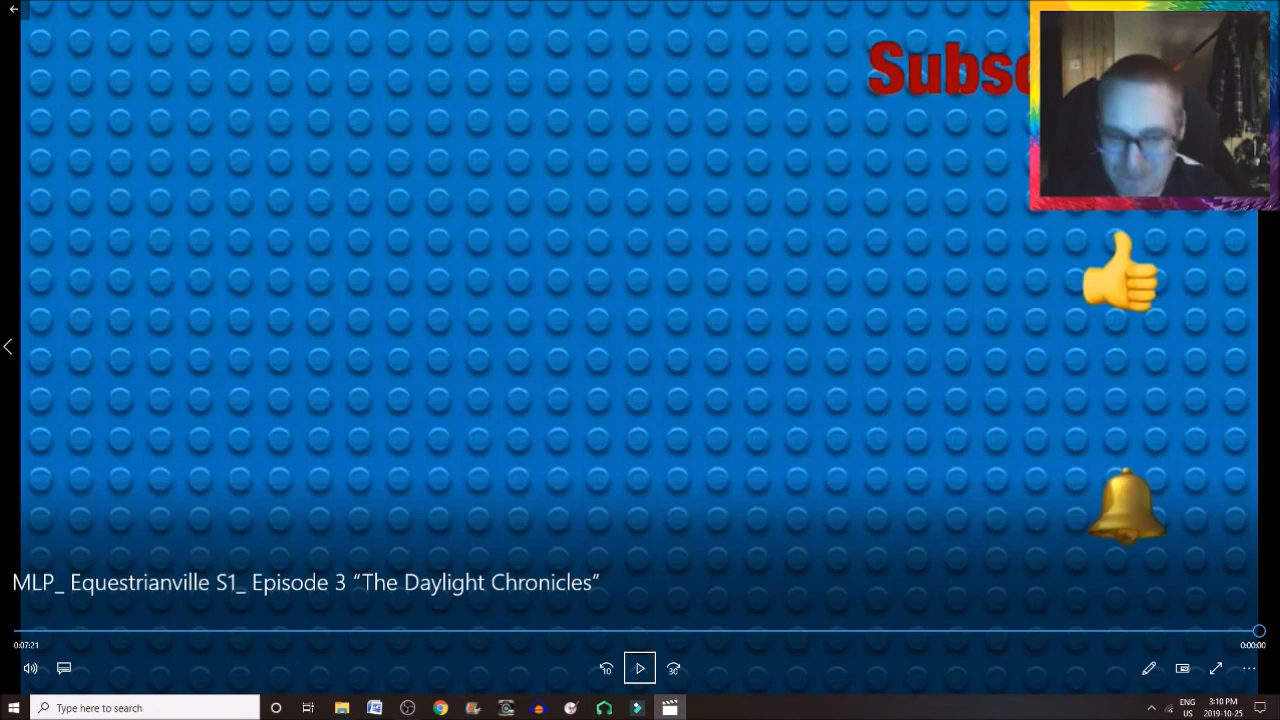 Subsc
MLP_ Equestrianville S1_ Episode 3 “The Daylight Chronicles”
0:07:21
0:00:00
10
30
Type here to search
ENG
US
3:10 PM
2019-10-25